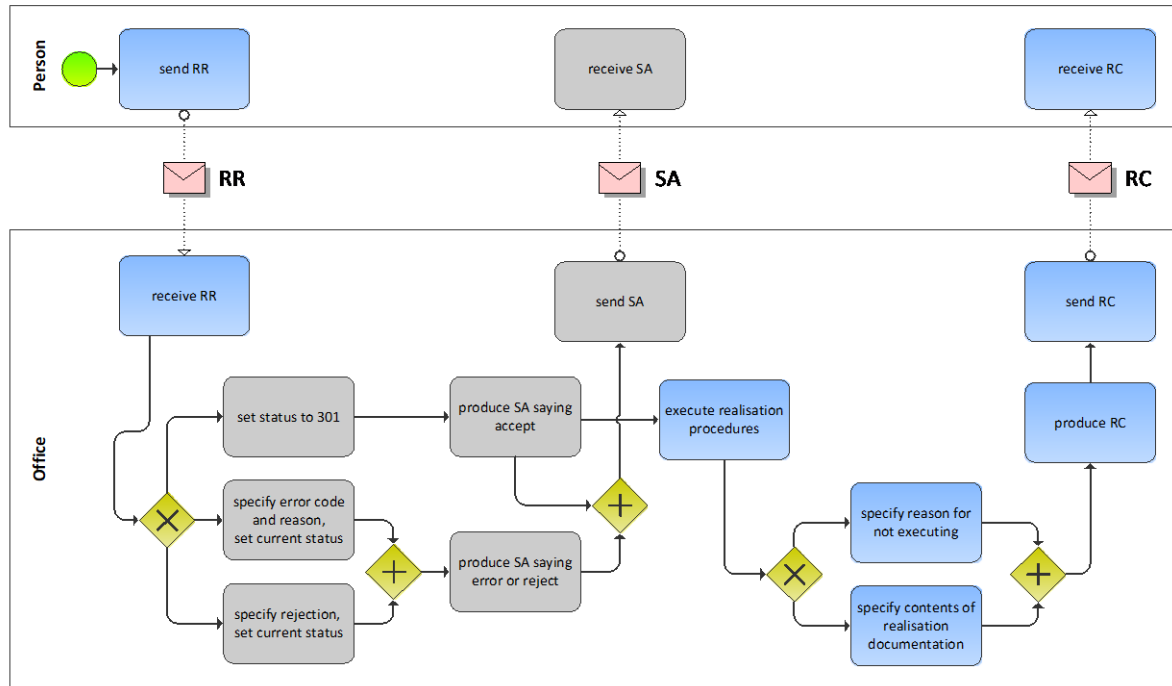 Person
send RR
receive SA
receive RC
RR
SA
RC
Office
receive RR
send SA
send RC
set status to 301
produce SA saying
accept
execute realisation
procedures
produce RC
specify error code
and reason,
set current status
specify reason for
not executing
produce SA saying
error or reject
specify rejection,
set current status
specify contents of
realisation
documentation